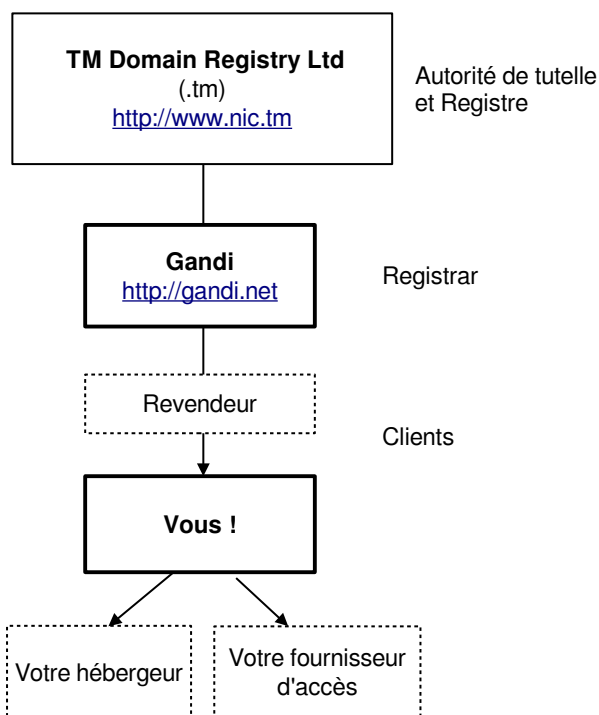 TM Domain Registry Ltd
(.tm)
http://www.nic.tm
Autorité de tutelle
et Registre
Gandi
http://gandi.net
Registrar
Revendeur
Clients
Vous !
Votre hébergeur
Votre fournisseur
d'accès